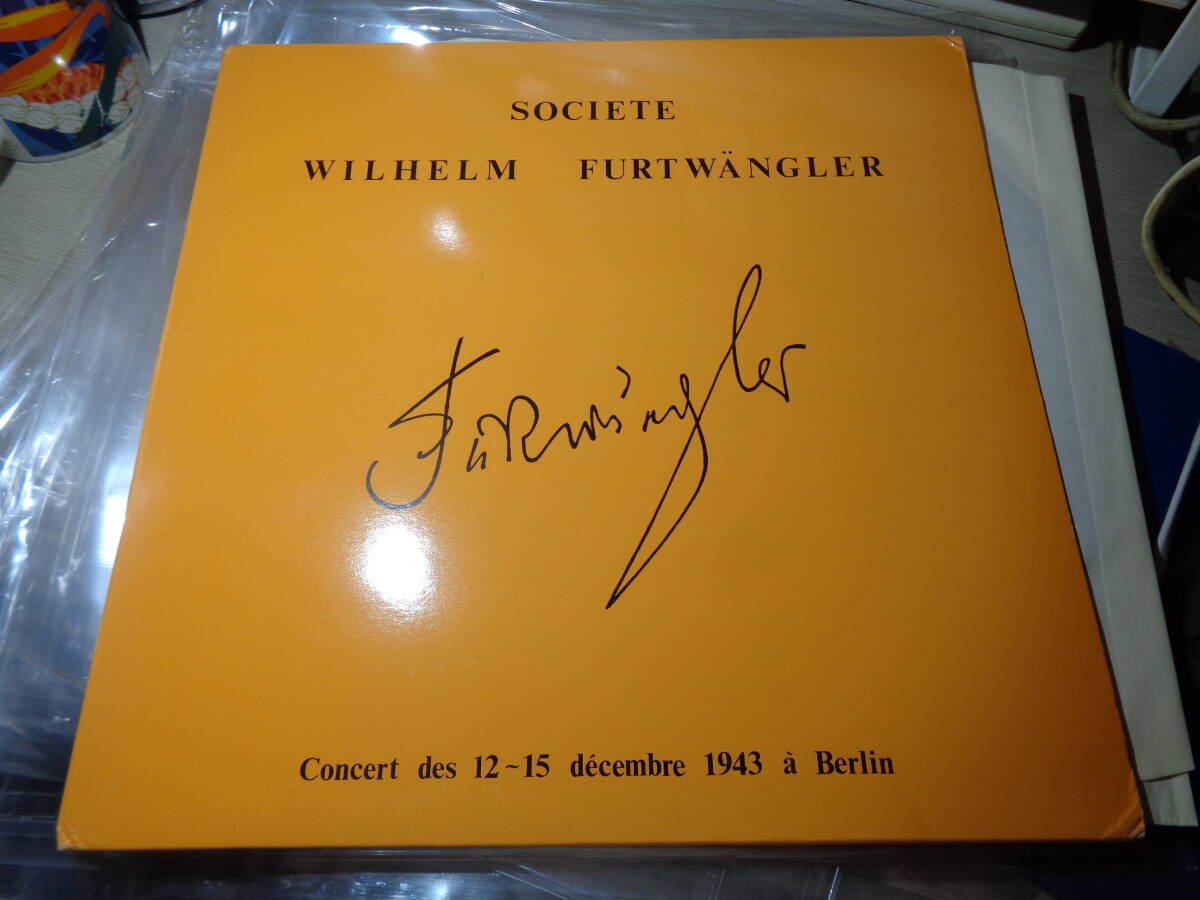 SOCIETE
WILHELM FURTWÄNGLER
Furtwängler
Concert des 12~15 décembre 1943 à Berlin